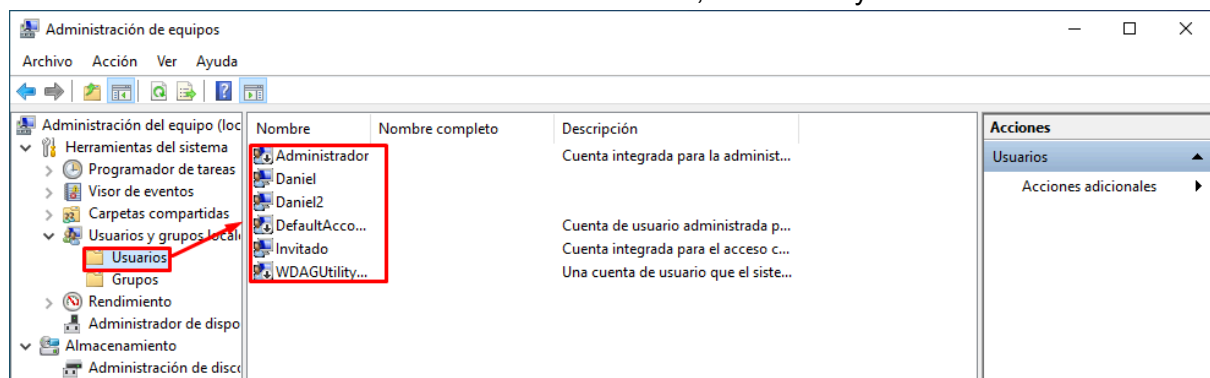 Administración de equipos
Archivo Acción Ver Ayuda
Administración del equipo (loc
Herramientas del sistema
Programador de tareas
Visor de eventos
Carpetas compartidas
Usuarios y grupos locale
Usuarios
Grupos
Rendimiento
Administrador de dispo
Almacenamiento
Administración de disc
Nombre Nombre completo Descripción
Administrador Cuenta integrada para la administ...
Daniel
Daniel2
DefaultAcco... Cuenta de usuario administrada p...
Invitado Cuenta integrada para el acceso c...
WDAGUtility... Una cuenta de usuario que el siste...
Acciones
Usuarios
Acciones adicionales